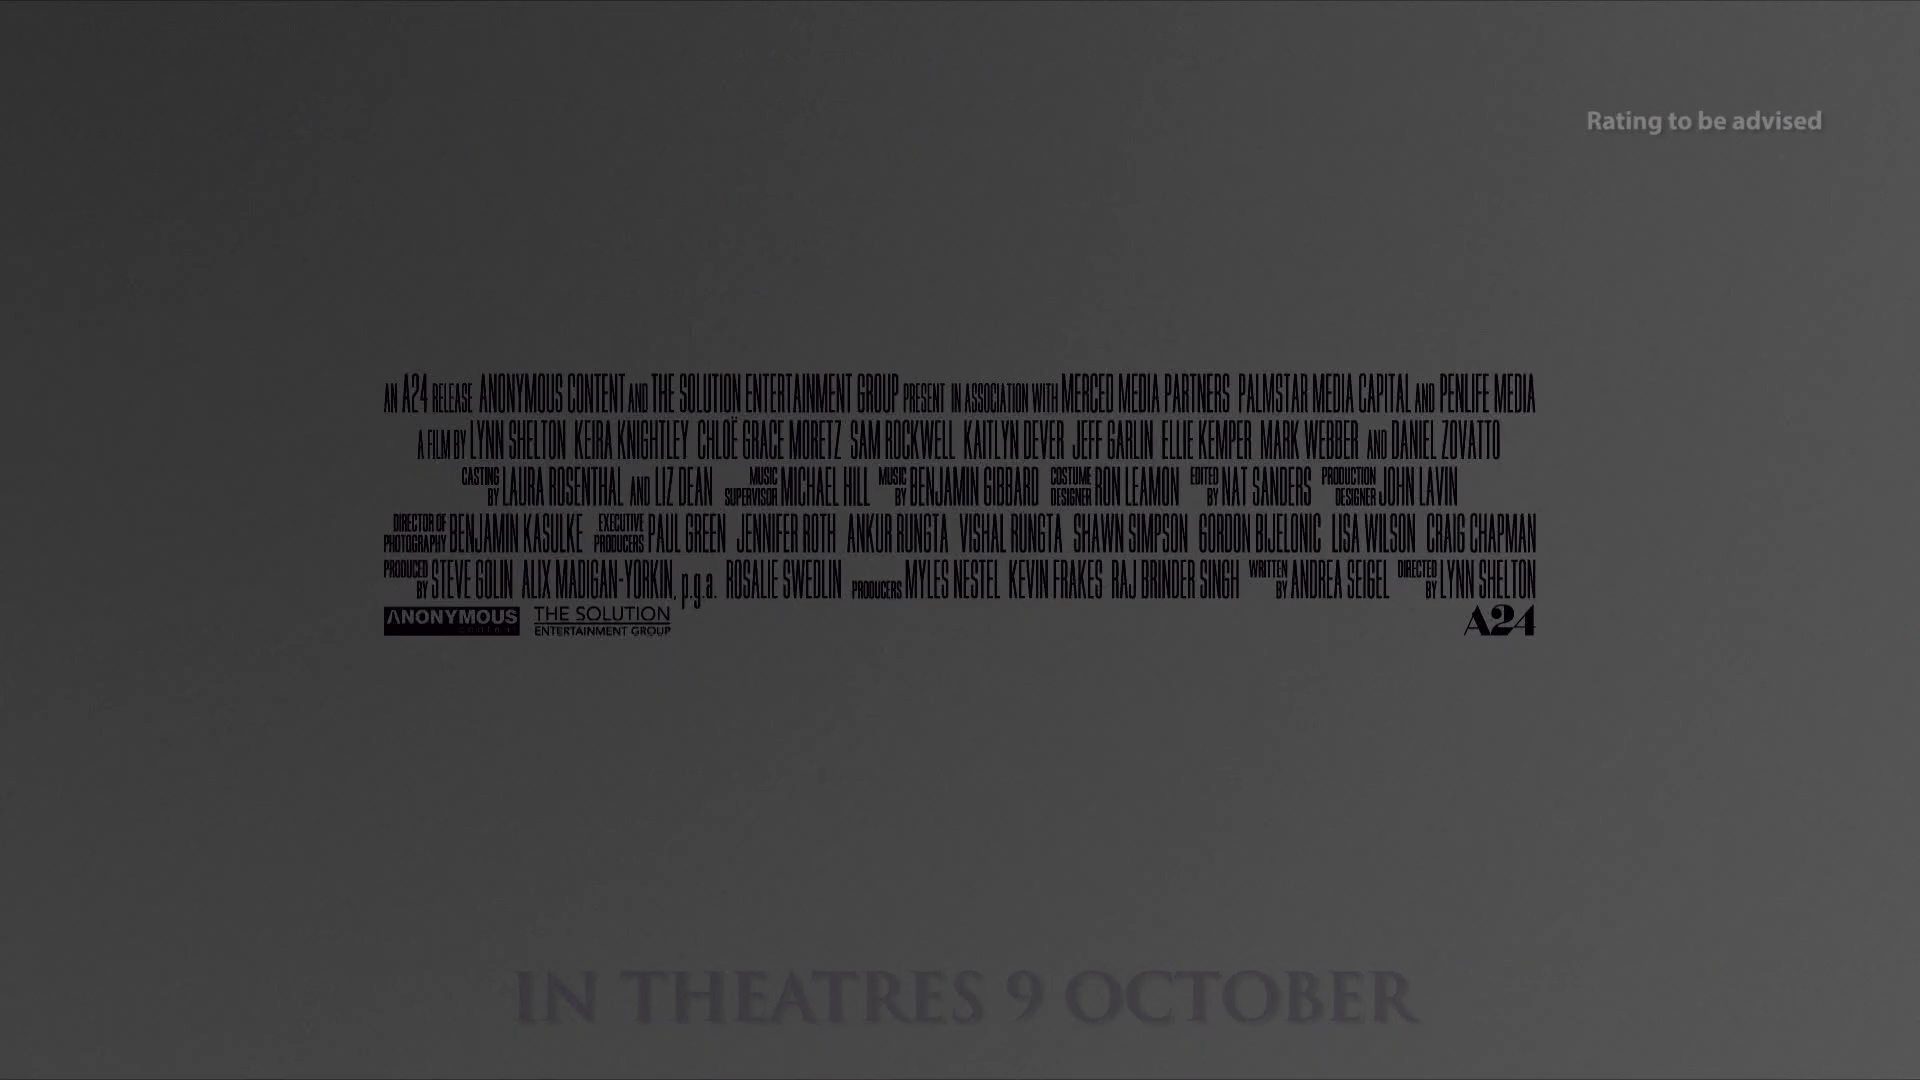 Rating to be advised
AN A24 RELEASE ANONYMOUS CONTENT AND THE SOLUTION ENTERTAINMENT GROUP PRESENT IN ASSOCIATION WITH MERCED MEDIA PARTNERS PALMSTAR MEDIA CAPITAL AND PENLIFE MEDIA
A FILM BY LYNN SHELTON KEIRA KNIGHTLEY CHLOË GRACE MORETZ SAM ROCKWELL KAITLYN DEVER JEFF GARLIN ELLIE KEMPER MARK WEBBER AND DANIEL ZOVATTO
CASTING BY LAURA ROSENTHAL AND LIZ DEAN MUSIC SUPERVISOR MICHAEL HILL MUSIC BY BENJAMIN GIBBARD COSTUME DESIGNER RON LEAMON EDITED BY NAT SANDERS PRODUCTION DESIGNER JOHN LAVIN
DIRECTOR OF PHOTOGRAPHY BENJAMIN KASULKE EXECUTIVE PRODUCERS PAUL GREEN JENNIFER ROTH ANKUR RUNGTA VISHAL RUNGTA SHAWN SIMPSON GORDON BIJELONIC LISA WILSON CRAIG CHAPMAN
PRODUCED BY STEVE GOLIN ALIX MADIGAN-YORKIN, p.g.a. ROSALIE SWEDLIN PRODUCERS MYLES NESTEL KEVIN FRAKES RAJ BRINDER SINGH WRITTEN BY ANDREA SEIGEL DIRECTED BY LYNN SHELTON
ANONYMOUS content THE SOLUTION ENTERTAINMENT GROUP A24
IN THEATRES 9 OCTOBER